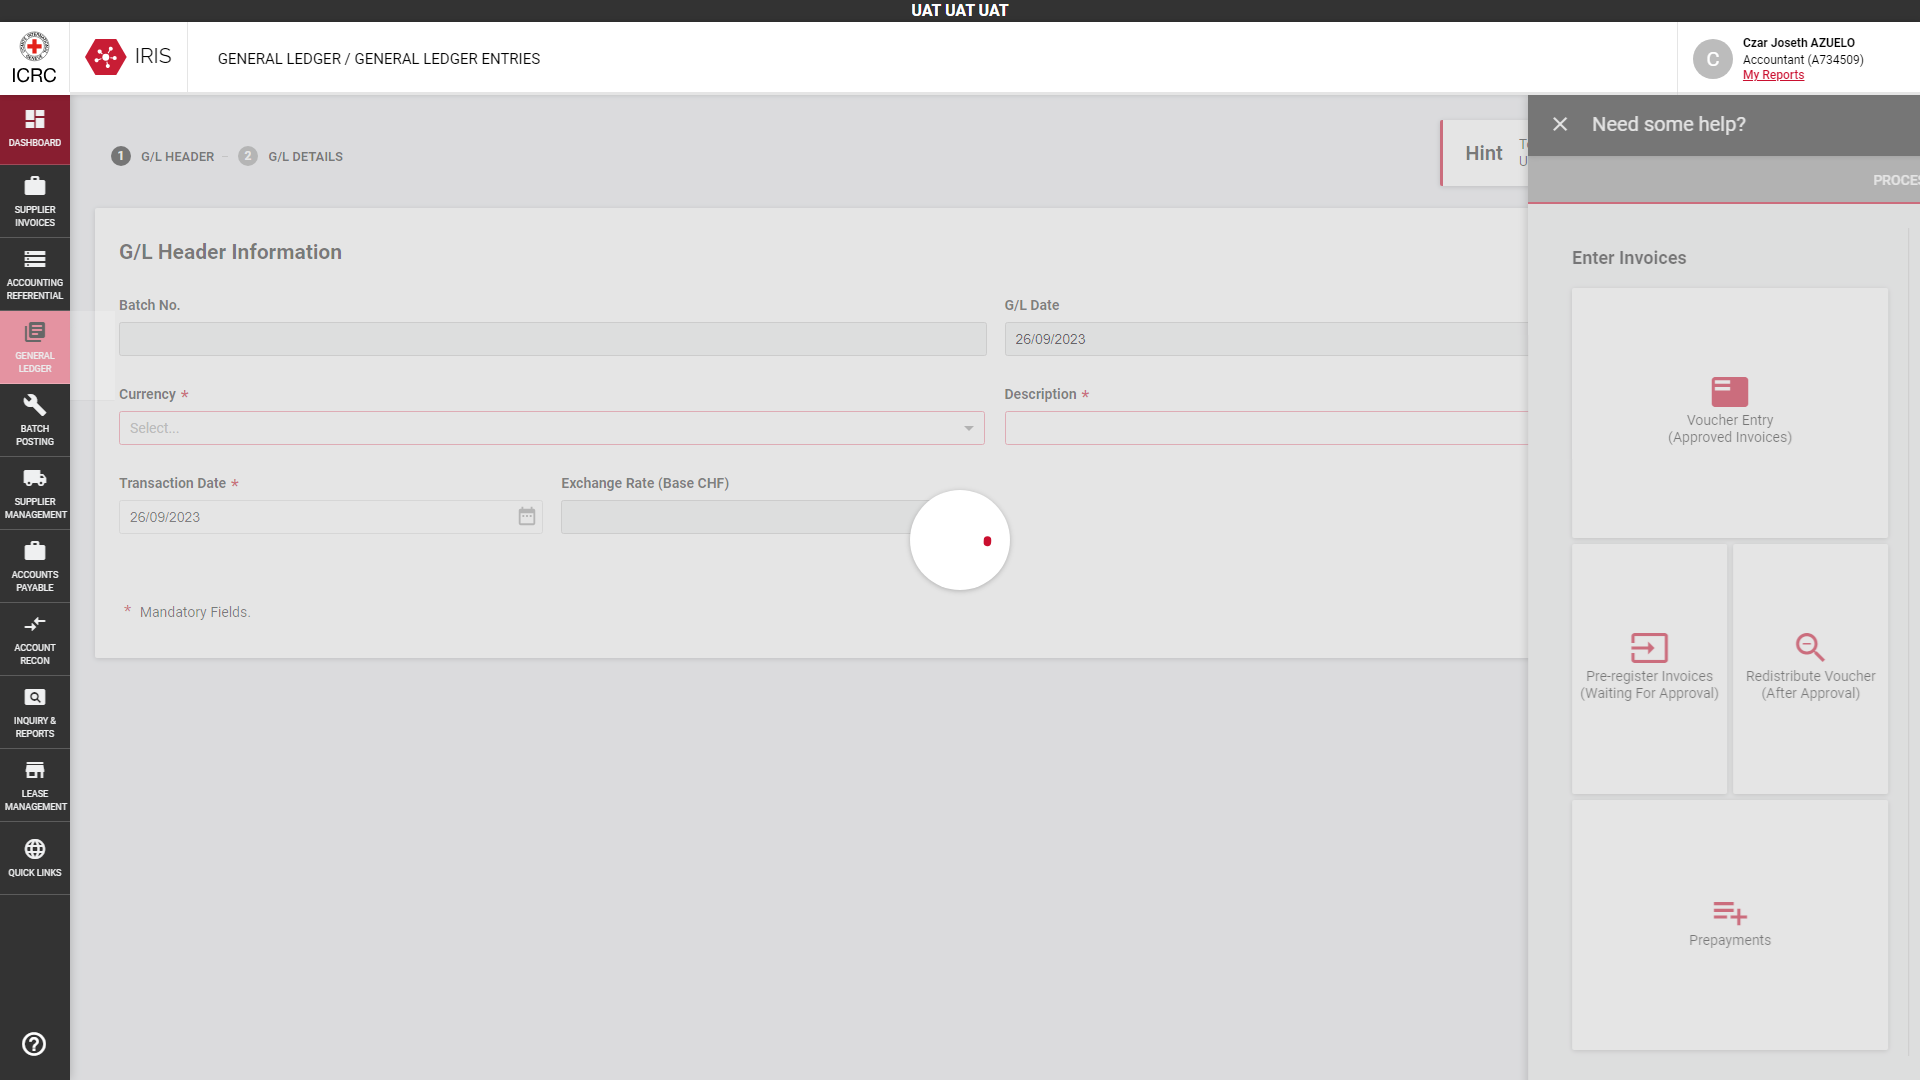 UAT UAT UAT
ICRC
IRIS
GENERAL LEDGER / GENERAL LEDGER ENTRIES
C
Czar Joseth AZUELO
Accountant (A734509)
My Reports
DASHBOARD
SUPPLIER
INVOICES
ACCOUNTING
REFERENTIAL
GENERAL
LEDGER
BATCH
POSTING
SUPPLIER
MANAGEMENT
ACCOUNTS
PAYABLE
ACCOUNT
RECON
INQUIRY &
REPORTS
LEASE
MANAGEMENT
QUICK LINKS
1 G/L HEADER
2 G/L DETAILS
Hint
G/L Header Information
Batch No.
G/L Date
26/09/2023
Currency *
Select...
Description *
Transaction Date *
26/09/2023
Exchange Rate (Base CHF)
* Mandatory Fields.
Need some help?
PROCES
Enter Invoices
Voucher Entry
(Approved Invoices)
Pre-register Invoices
(Waiting For Approval)
Redistribute Voucher
(After Approval)
Prepayments